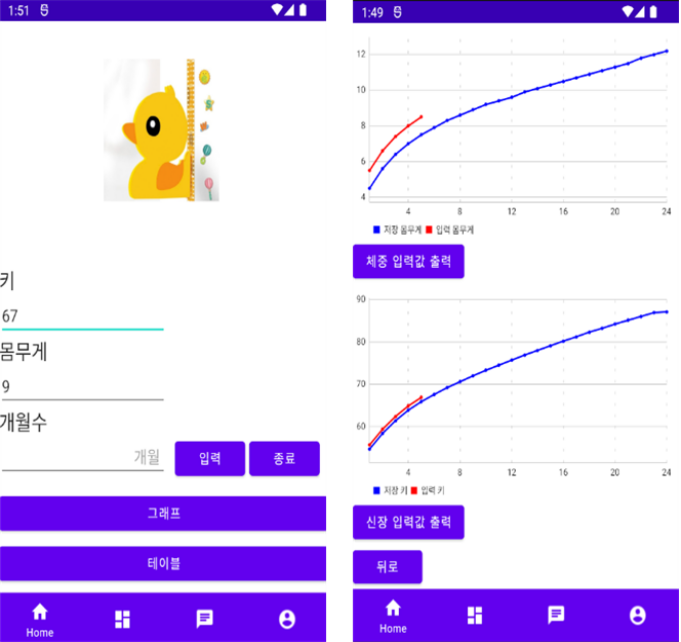 1:51
키
67
몸무게
9
개월수
개월
입력
종료
그래프
테이블
Home
1:49
12
10
8
6
4
4 8 12 16 20 24
저장 몸무게 입력 몸무게
체중 입력값 출력
90
80
70
60
4 8 12 16 20 24
저장 키 입력 키
신장 입력값 출력
뒤로
Home